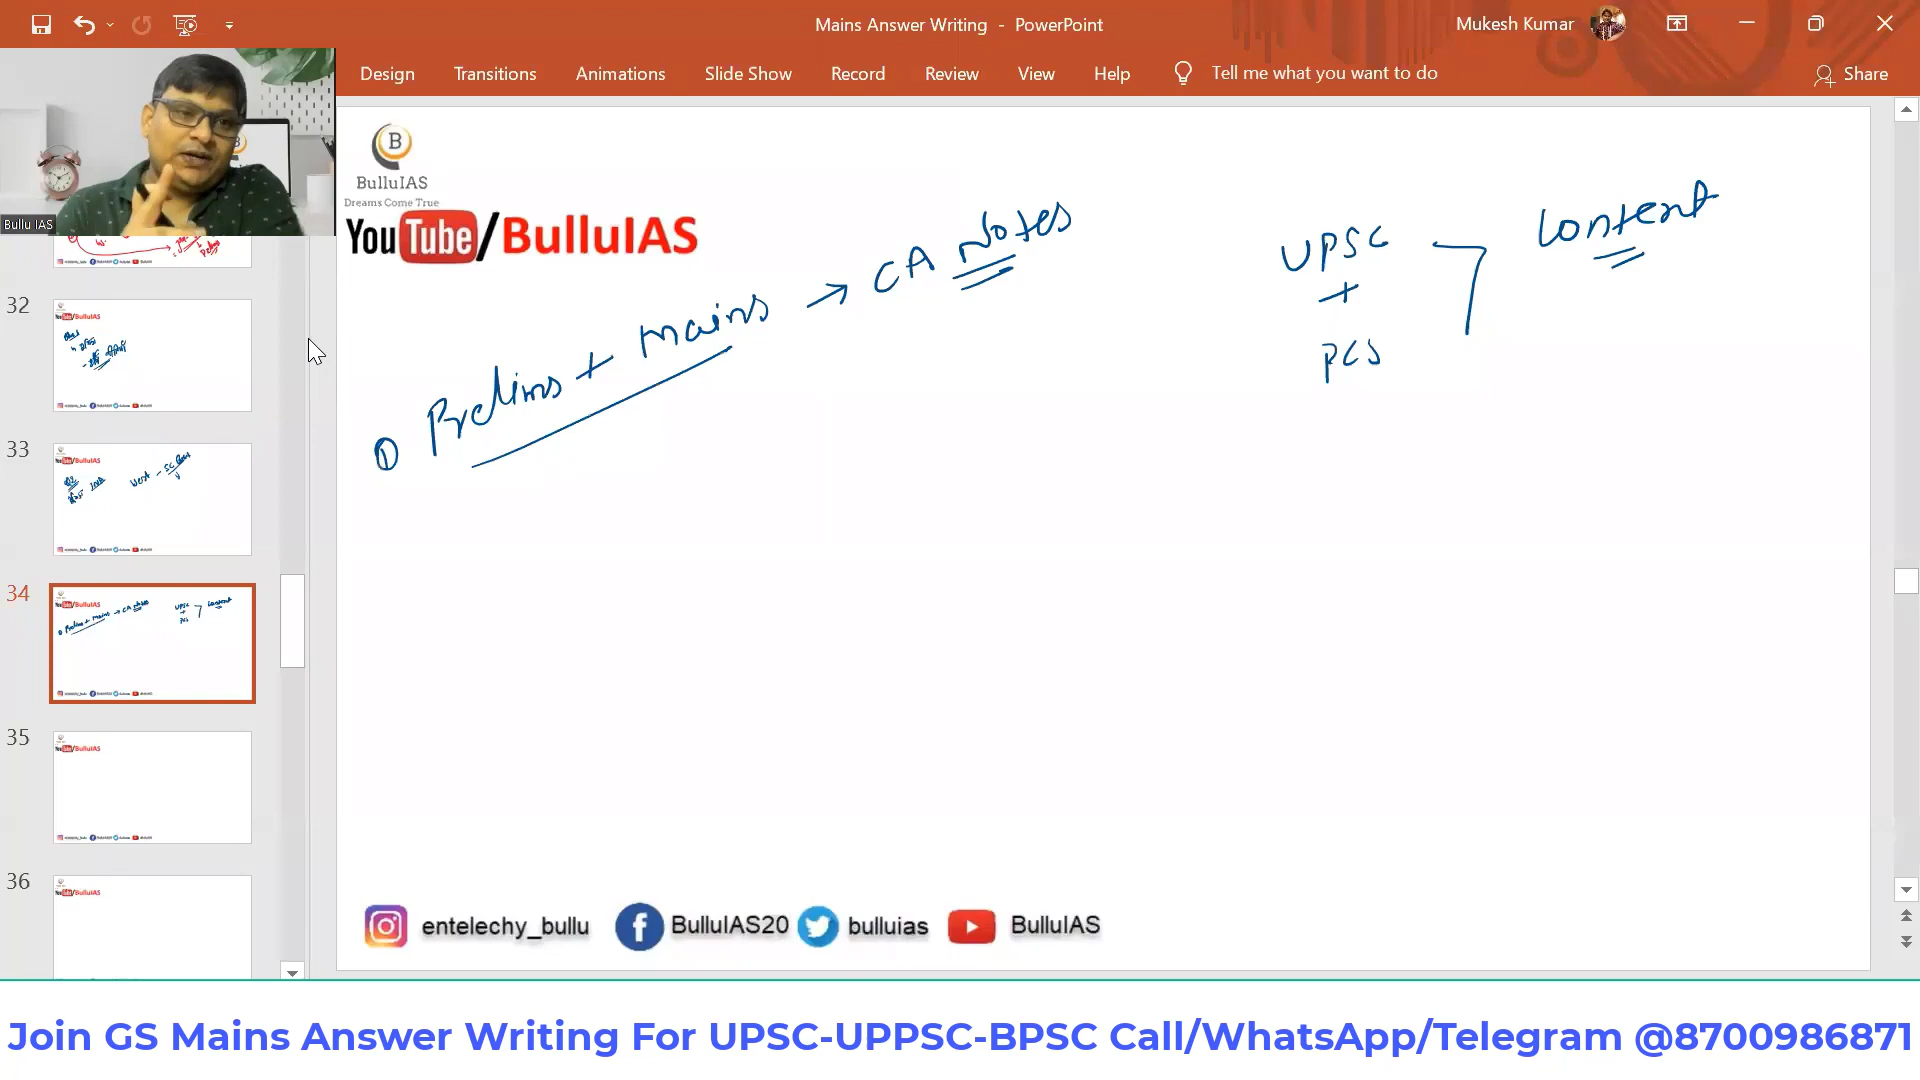 Mains Answer Writing - PowerPoint
Mukesh Kumar
Design Transitions Animations Slide Show Record Review View Help Tell me what you want to do
Share
Bullu IAS
B
BulluIAS
Dreams Come True
YouTube/BulluIAS
① Prelims + Mains → CA Notes
UPSC
+
PCS
Content
32
33
34
35
36
entelechy_bullu BulluIAS20 bulluias BulluIAS
Join GS Mains Answer Writing For UPSC-UPPSC-BPSC Call/WhatsApp/Telegram @8700986871